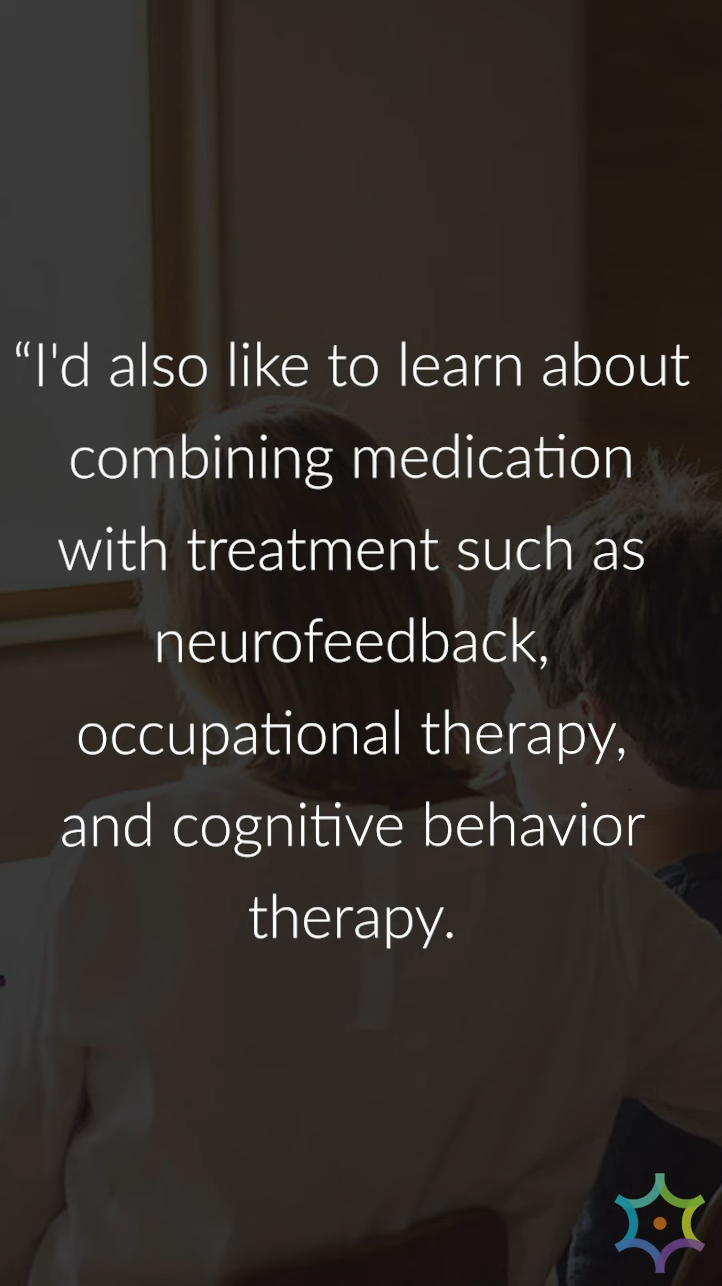 “I'd also like to learn about
combining medication
with treatment such as
neurofeedback,
occupational therapy,
and cognitive behavior
therapy.